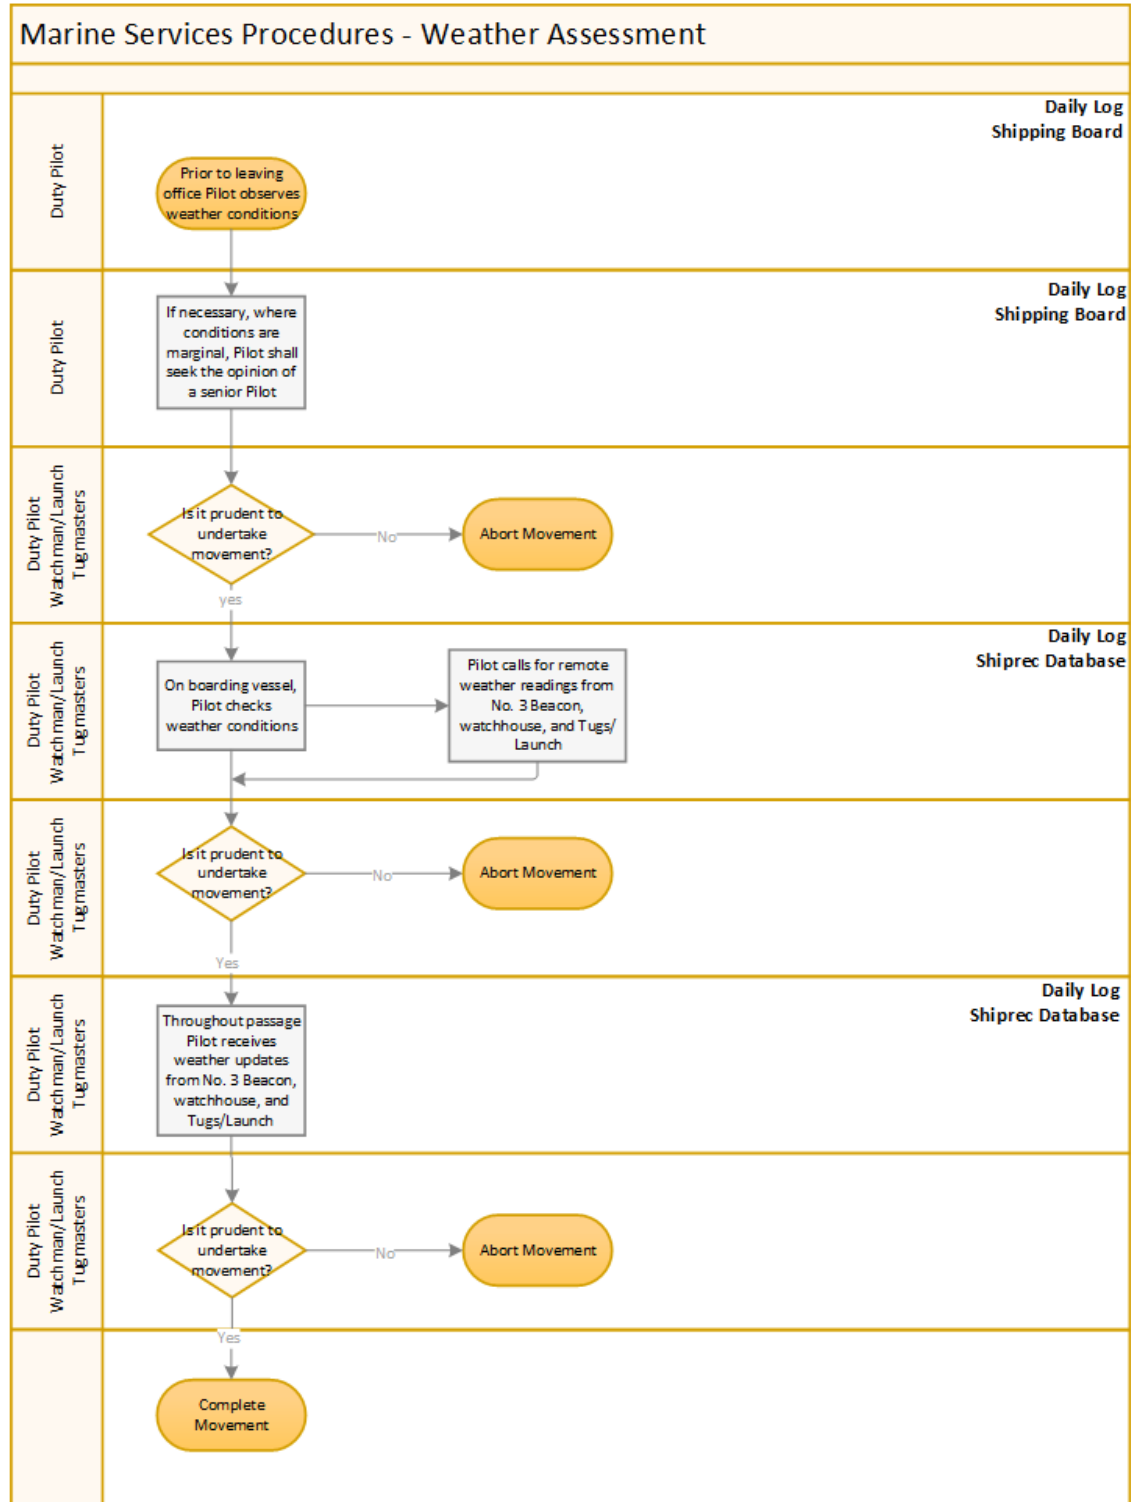 Marine Services Procedures - Weather Assessment
Duty Pilot
Daily Log
Shipping Board
Prior to leaving
office Pilot observes
weather conditions
Duty Pilot
Daily Log
Shipping Board
If necessary, where
conditions are
marginal, Pilot shall
seek the opinion of
a senior Pilot
Duty Pilot
Watchman/Launch
Tugmasters
Is it prudent to
undertake
movement?
No
Abort Movement
yes
Duty Pilot
Watchman/Launch
Tugmasters
Daily Log
Shiprec Database
On boarding vessel,
Pilot checks
weather conditions
Pilot calls for remote
weather readings from
No. 3 Beacon,
watchhouse, and Tugs/
Launch
Duty Pilot
Watchman/Launch
Tugmasters
Is it prudent to
undertake
movement?
No
Abort Movement
Yes
Duty Pilot
Watchman/Launch
Tugmasters
Daily Log
Shiprec Database
Throughout passage
Pilot receives
weather updates
from No. 3 Beacon,
watchhouse, and
Tugs/Launch
Duty Pilot
Watchman/Launch
Tugmasters
Is it prudent to
undertake
movement?
No
Abort Movement
Yes
Complete
Movement